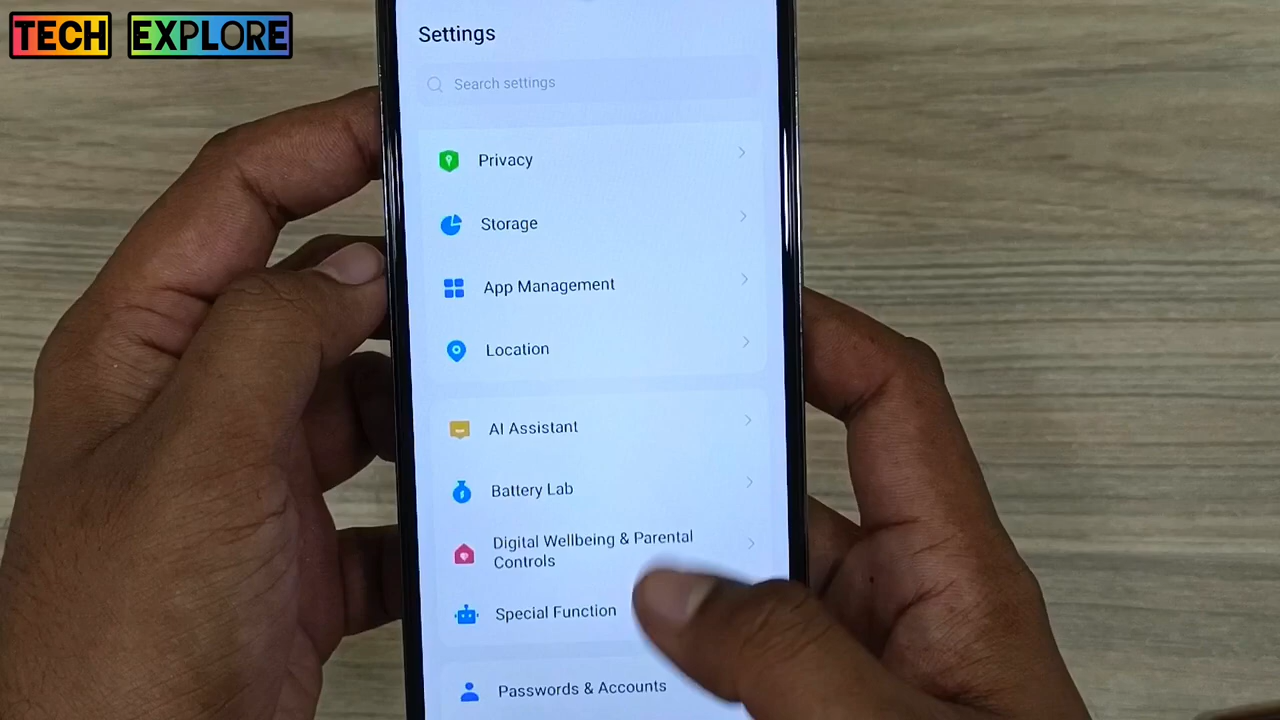 TECH EXPLORE
Settings
Search settings
Privacy
Storage
App Management
Location
AI Assistant
Battery Lab
Digital Wellbeing & Parental
Controls
Special Function
Passwords & Accounts